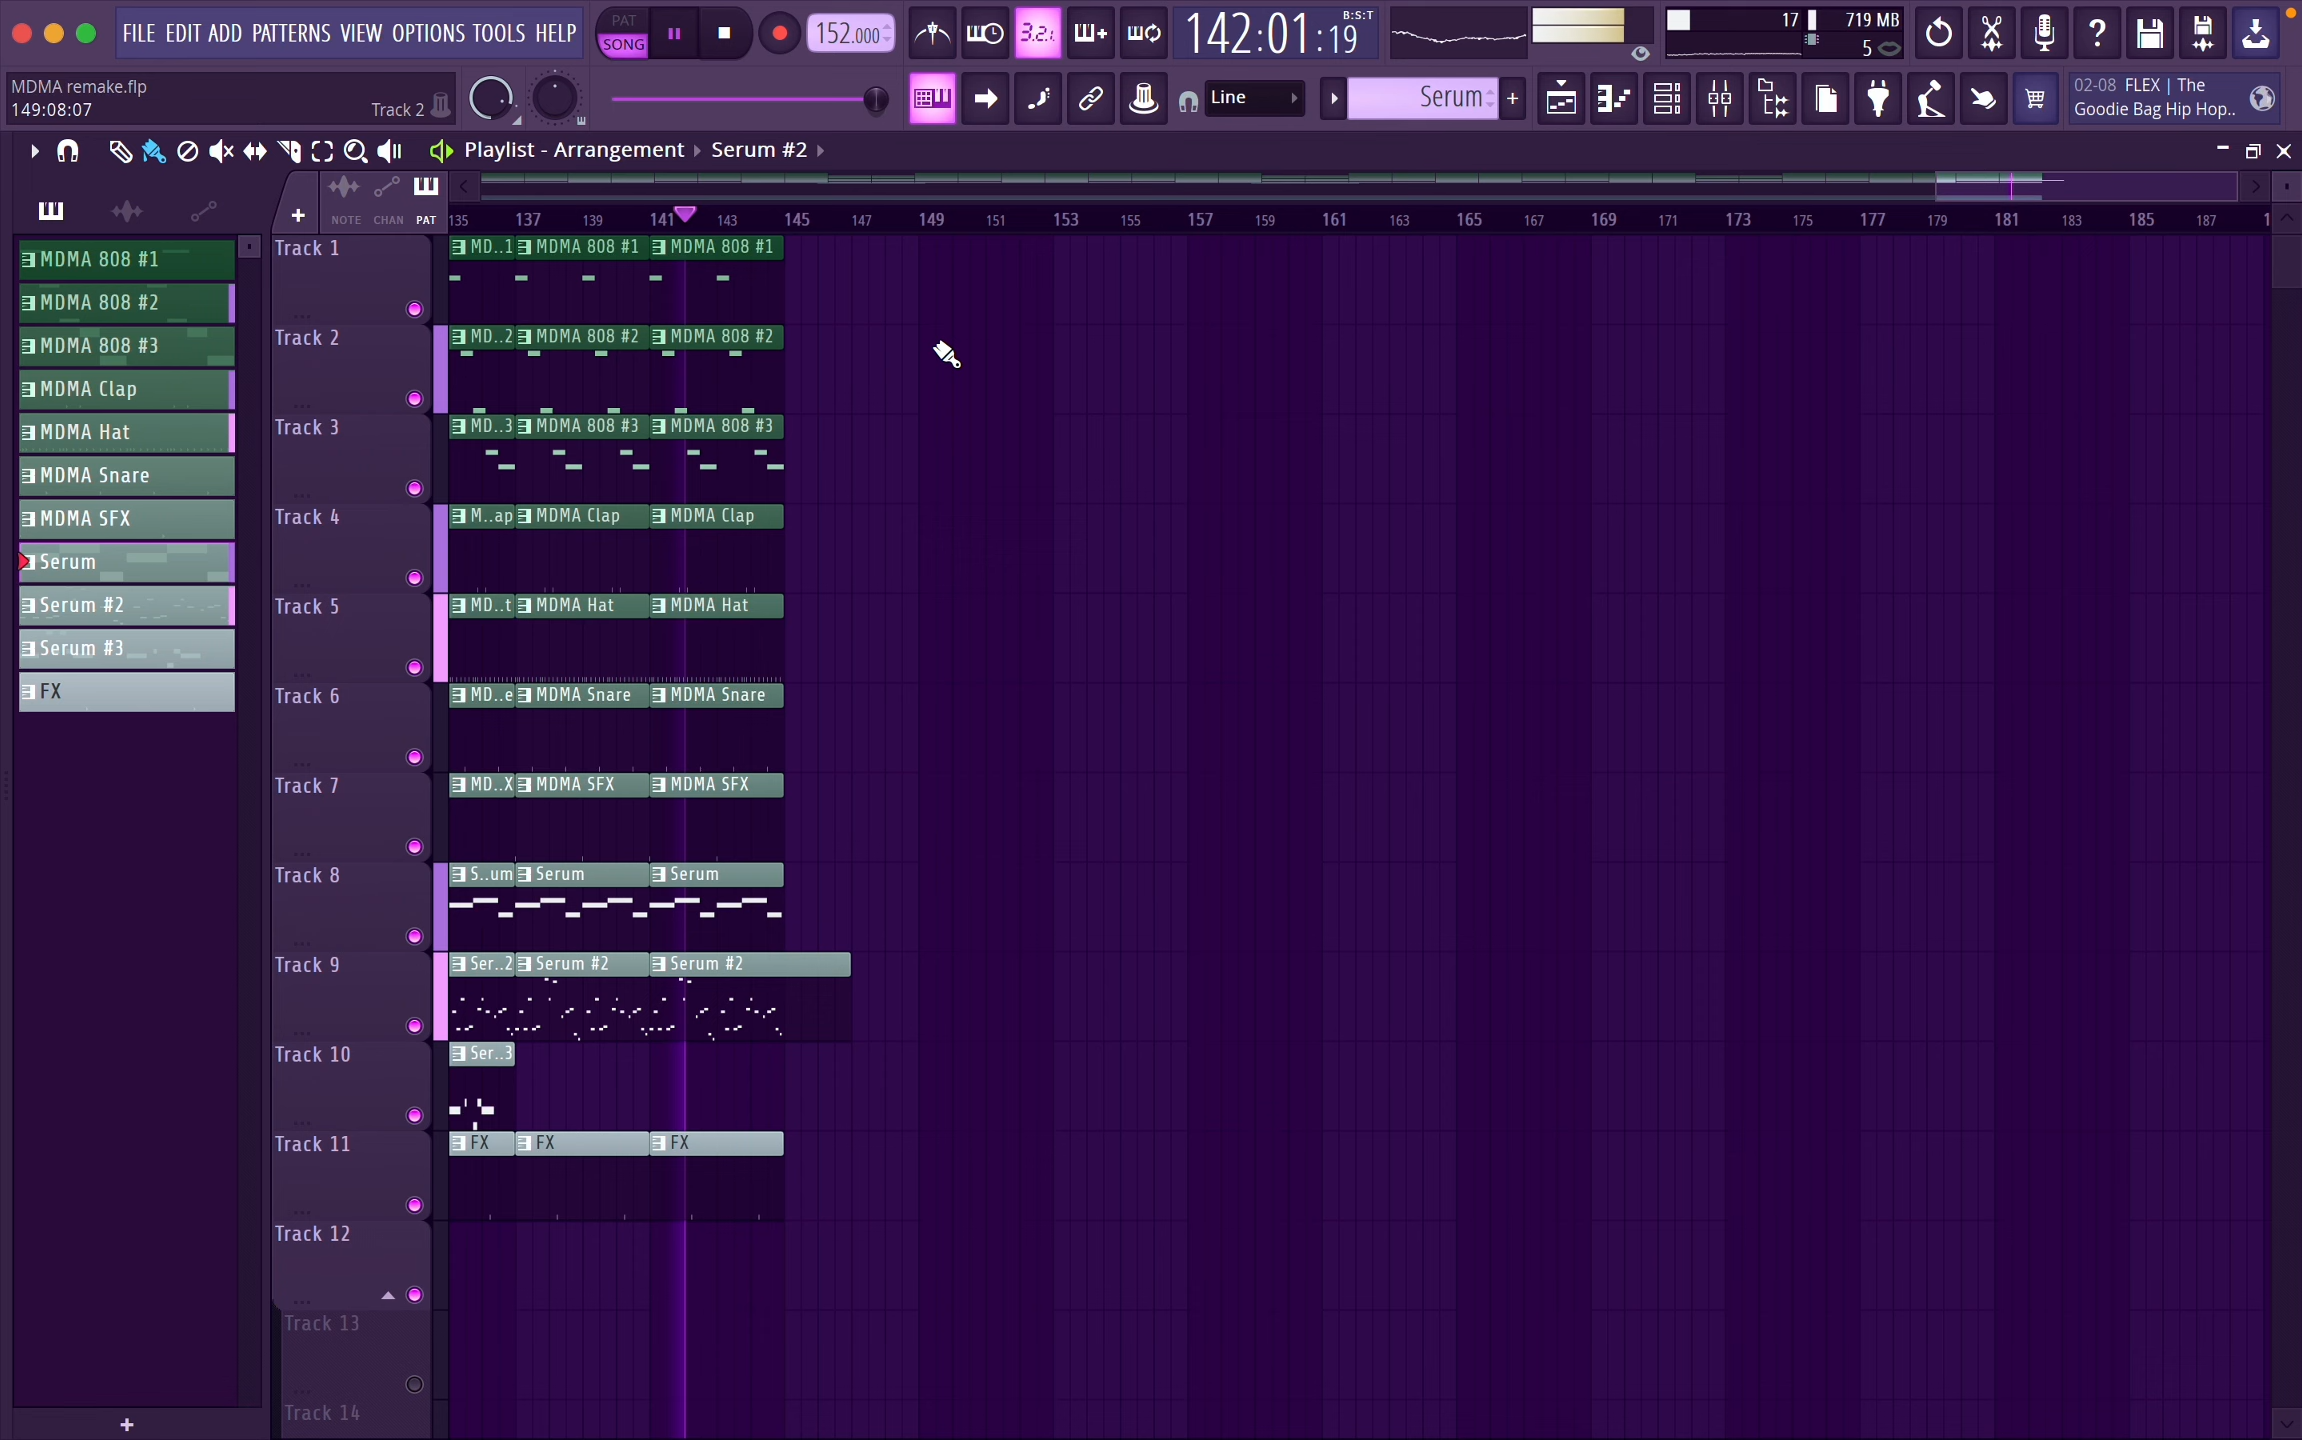 FILE EDIT ADD PATTERNS VIEW OPTIONS TOOLS HELP
PAT
SONG
152.000
3.2.1
142:01:19
B:S:T
17
719 MB
5
MDMA remake.flp
149:08:07
Track 2
Line
Serum
02-08 FLEX | The
Goodie Bag Hip Hop..
Playlist - Arrangement
Serum #2
NOTE CHAN PAT
135 137 139 141 143 145 147 149 151 153 155 157 159 161 163 165 167 169 171 173 175 177 179 181 183 185 187 1
MDMA 808 #1
MDMA 808 #2
MDMA 808 #3
MDMA Clap
MDMA Hat
MDMA Snare
MDMA SFX
Serum
Serum #2
Serum #3
FX
Track 1
MD..1 MDMA 808 #1 MDMA 808 #1
Track 2
MD..2 MDMA 808 #2 MDMA 808 #2
Track 3
MD..3 MDMA 808 #3 MDMA 808 #3
Track 4
M..ap MDMA Clap MDMA Clap
Track 5
MD..t MDMA Hat MDMA Hat
Track 6
MD..e MDMA Snare MDMA Snare
Track 7
MD..X MDMA SFX MDMA SFX
Track 8
S..um Serum Serum
Track 9
Ser..2 Serum #2 Serum #2
Track 10
Ser..3
Track 11
FX FX FX
Track 12
Track 13
Track 14